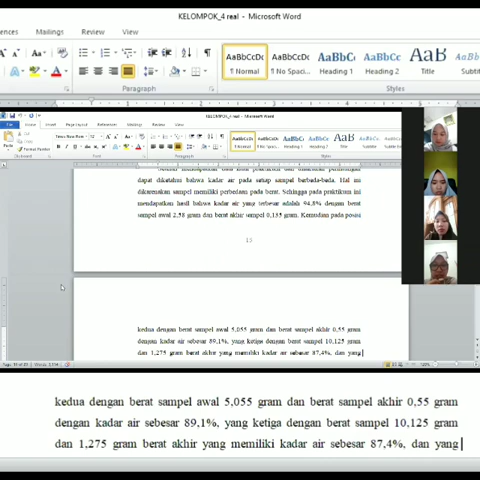 KELOMPOK_4 real - Microsoft Word
rences Mailings Review View
Aa
AaBbCcDc AaBbCcDc AaBbC AaBbCc AaB AaBbCc
¶ Normal ¶ No Spaci... Heading 1 Heading 2 Title Subtit
Paragraph Styles
KELOMPOK_4 real - Microsoft Word
dapat diketahui bahwa kadar air pada setiap sampel berbeda-beda. Hal ini
dikarenakan sampel memiliki perbedaan pada berat. Sehingga pada praktikum ini
mendapatkan hasil bahwa kadar air yang terbesar adalah 94,8% dengan berat
sampel awal 2,58 gram dan berat akhir 0,135 gram. Kemudian pada posisi
15
kedua dengan berat sampel awal 5,055 gram dan berat sampel akhir 0,55 gram
dengan kadar air sebesar 89,1%, yang ketiga dengan berat sampel 10,125 gram
dan 1,275 gram berat akhir yang memiliki kadar air sebesar 87,4%, dan yang
kedua dengan berat sampel awal 5,055 gram dan berat sampel akhir 0,55 gram
dengan kadar air sebesar 89,1%, yang ketiga dengan berat sampel 10,125 gram
dan 1,275 gram berat akhir yang memiliki kadar air sebesar 87,4%, dan yang